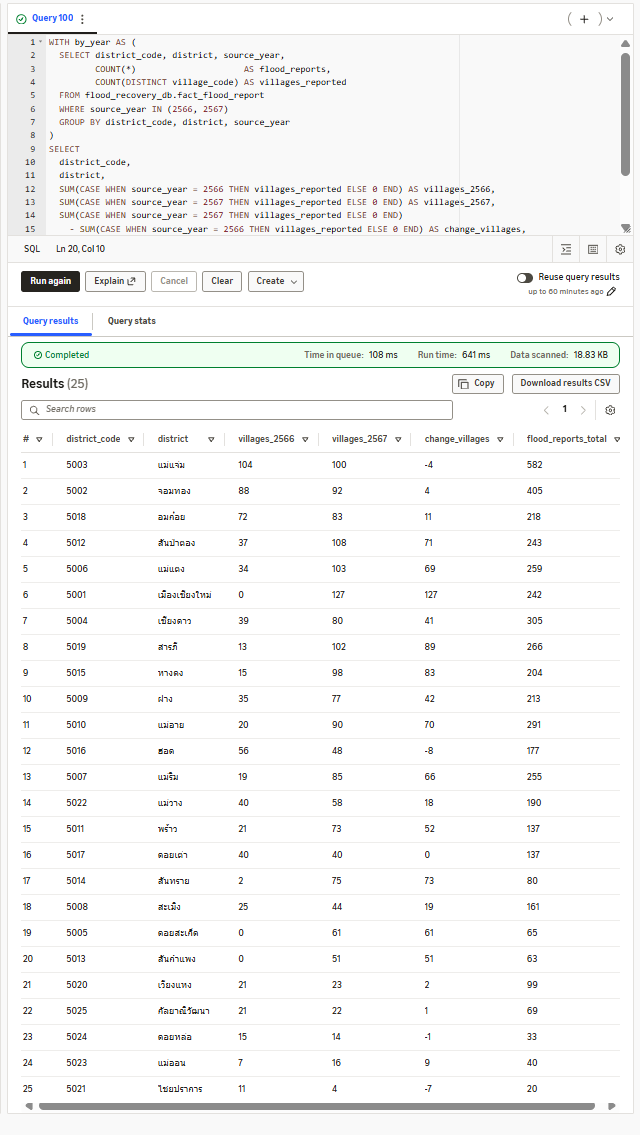 Query 100
1 WITH by_year AS (
2 SELECT district_code, district, source_year,
3 COUNT(*) AS flood_reports,
4 COUNT(DISTINCT village_code) AS villages_reported
5 FROM flood_recovery_db.fact_flood_report
6 WHERE source_year IN (2566, 2567)
7 GROUP BY district_code, district, source_year
8 )
9 SELECT
10 district_code,
11 district,
12 SUM(CASE WHEN source_year = 2566 THEN villages_reported ELSE 0 END) AS villages_2566,
13 SUM(CASE WHEN source_year = 2567 THEN villages_reported ELSE 0 END) AS villages_2567,
14 SUM(CASE WHEN source_year = 2567 THEN villages_reported ELSE 0 END)
15 - SUM(CASE WHEN source_year = 2566 THEN villages_reported ELSE 0 END) AS change_villages,
SQL Ln 20, Col 10
Run again Explain Cancel Clear Create Reuse query results
up to 60 minutes ago
Query results Query stats
Completed Time in queue: 108 ms Run time: 641 ms Data scanned: 18.83 KB
Results (25) Copy Download results CSV
Search rows 1
# district_code district villages_2566 villages_2567 change_villages flood_reports_total
1 5003 แม่แจ่ม 104 100 -4 582
2 5002 จอมทอง 88 92 4 405
3 5018 อมก๋อย 72 83 11 218
4 5012 สันป่าตอง 37 108 71 243
5 5006 แม่แตง 34 103 69 259
6 5001 เมืองเชียงใหม่ 0 127 127 242
7 5004 เชียงดาว 39 80 41 305
8 5019 สารภี 13 102 89 266
9 5015 หางดง 15 98 83 204
10 5009 ฝาง 35 77 42 213
11 5010 แม่อาย 20 90 70 291
12 5016 ฮอด 56 48 -8 177
13 5007 แม่ริม 19 85 66 255
14 5022 แม่วาง 40 58 18 190
15 5011 พร้าว 21 73 52 137
16 5017 ดอยเต่า 40 40 0 137
17 5014 สันทราย 2 75 73 80
18 5008 สะเมิง 25 44 19 161
19 5005 ดอยสะเก็ด 0 61 61 65
20 5013 สันกำแพง 0 51 51 63
21 5020 เวียงแหง 21 23 2 99
22 5025 กัลยาณิวัฒนา 21 22 1 69
23 5024 ดอยหล่อ 15 14 -1 33
24 5023 แม่ออน 7 16 9 40
25 5021 ไชยปราการ 11 4 -7 20